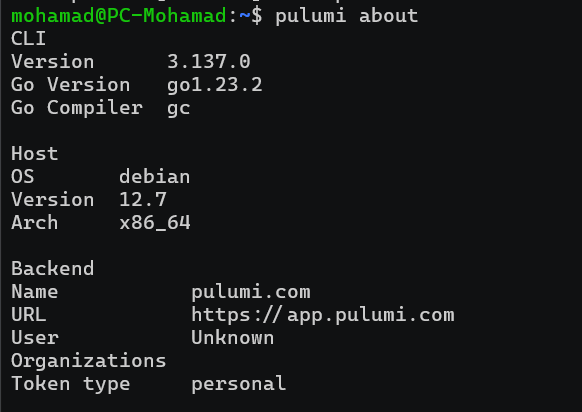 mohamad@PC-Mohamad:~$ pulumi about
CLI
Version 3.137.0
Go Version go1.23.2
Go Compiler gc
Host
OS debian
Version 12.7
Arch x86_64
Backend
Name pulumi.com
URL https://app.pulumi.com
User Unknown
Organizations
Token type personal